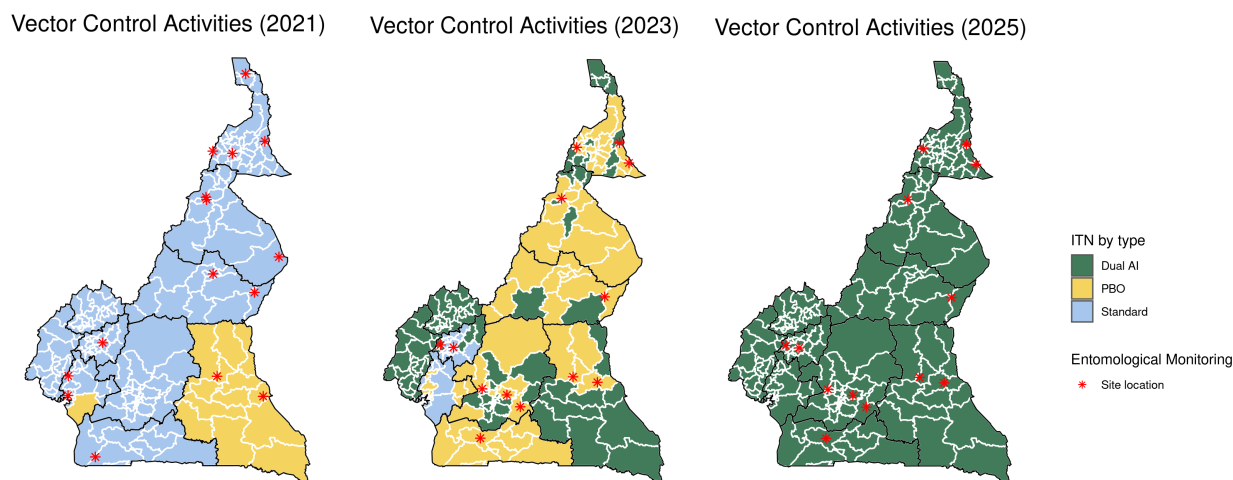 Vector Control Activities (2021)
Vector Control Activities (2023)
Vector Control Activities (2025)
ITN by type
Dual AI
PBO
Standard
Entomological Monitoring
Site location